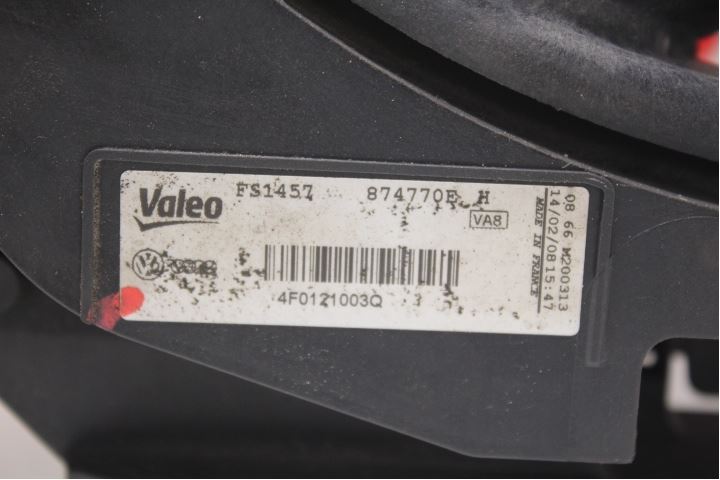 Valeo
FS1457 874770E H
VA8
4F0121003Q
08 66 M200313
14/02/08 15:47
MADE IN FRANCE